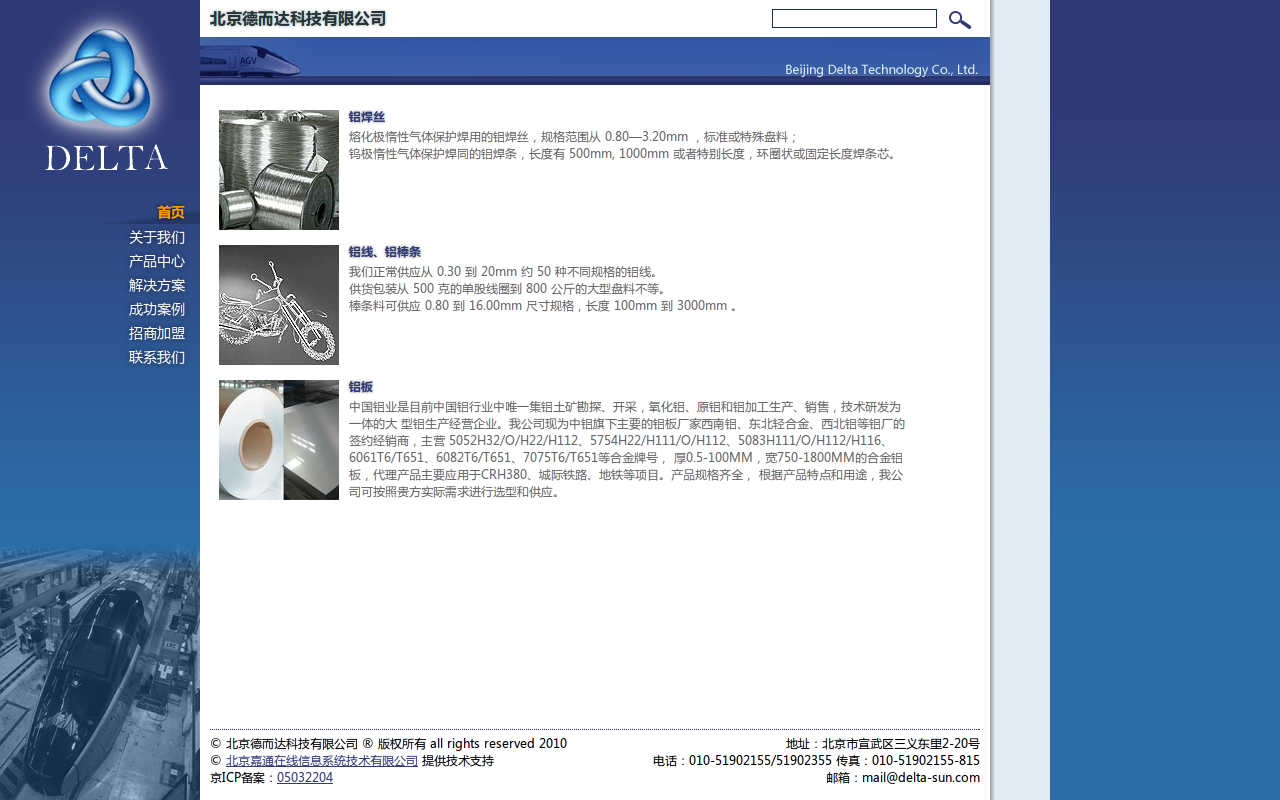 北京德而达科技有限公司
AGV
Beijing Delta Technology Co., Ltd.
DELTA
首页
关于我们
产品中心
解决方案
成功案例
招商加盟
联系我们
铝焊丝
熔化极惰性气体保护焊用的铝焊丝，规格范围从 0.80—3.20mm ，标准或特殊盘料；
钨极惰性气体保护焊同的铝焊条，长度有 500mm, 1000mm 或者特别长度，环圈状或固定长度焊条芯。
铝线、铝棒条
我们正常供应从 0.30 到 20mm 约 50 种不同规格的铝线。
供货包装从 500 克的单股线圈到 800 公斤的大型盘料不等。
棒条料可供应 0.80 到 16.00mm 尺寸规格，长度 100mm 到 3000mm 。
铝板
中国铝业是目前中国铝行业中唯一集铝土矿勘探、开采，氧化铝、原铝和铝加工生产、销售，技术研发为
一体的大 型铝生产经营企业。我公司现为中铝旗下主要的铝板厂家西南铝、东北轻合金、西北铝等铝厂的
签约经销商，主营 5052H32/O/H22/H112、5754H22/H111/O/H112、5083H111/O/H112/H116、
6061T6/T651、6082T6/T651、7075T6/T651等合金牌号， 厚0.5-100MM，宽750-1800MM的合金铝
板，代理产品主要应用于CRH380、城际铁路、地铁等项目。产品规格齐全， 根据产品特点和用途，我公
司可按照贵方实际需求进行选型和供应。
© 北京德而达科技有限公司 ® 版权所有 all rights reserved 2010
© 北京嘉通在线信息系统技术有限公司 提供技术支持
京ICP备案：05032204
地址：北京市宣武区三义东里2-20号
电话：010-51902155/51902355 传真：010-51902155-815
邮箱：mail@delta-sun.com